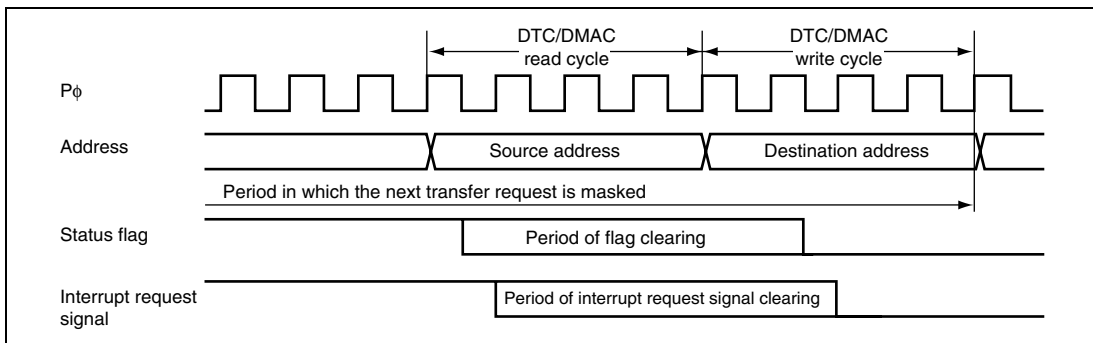 DTC/DMAC
read cycle
DTC/DMAC
write cycle
Pϕ
Address
Source address
Destination address
Period in which the next transfer request is masked
Status flag
Period of flag clearing
Interrupt request
signal
Period of interrupt request signal clearing